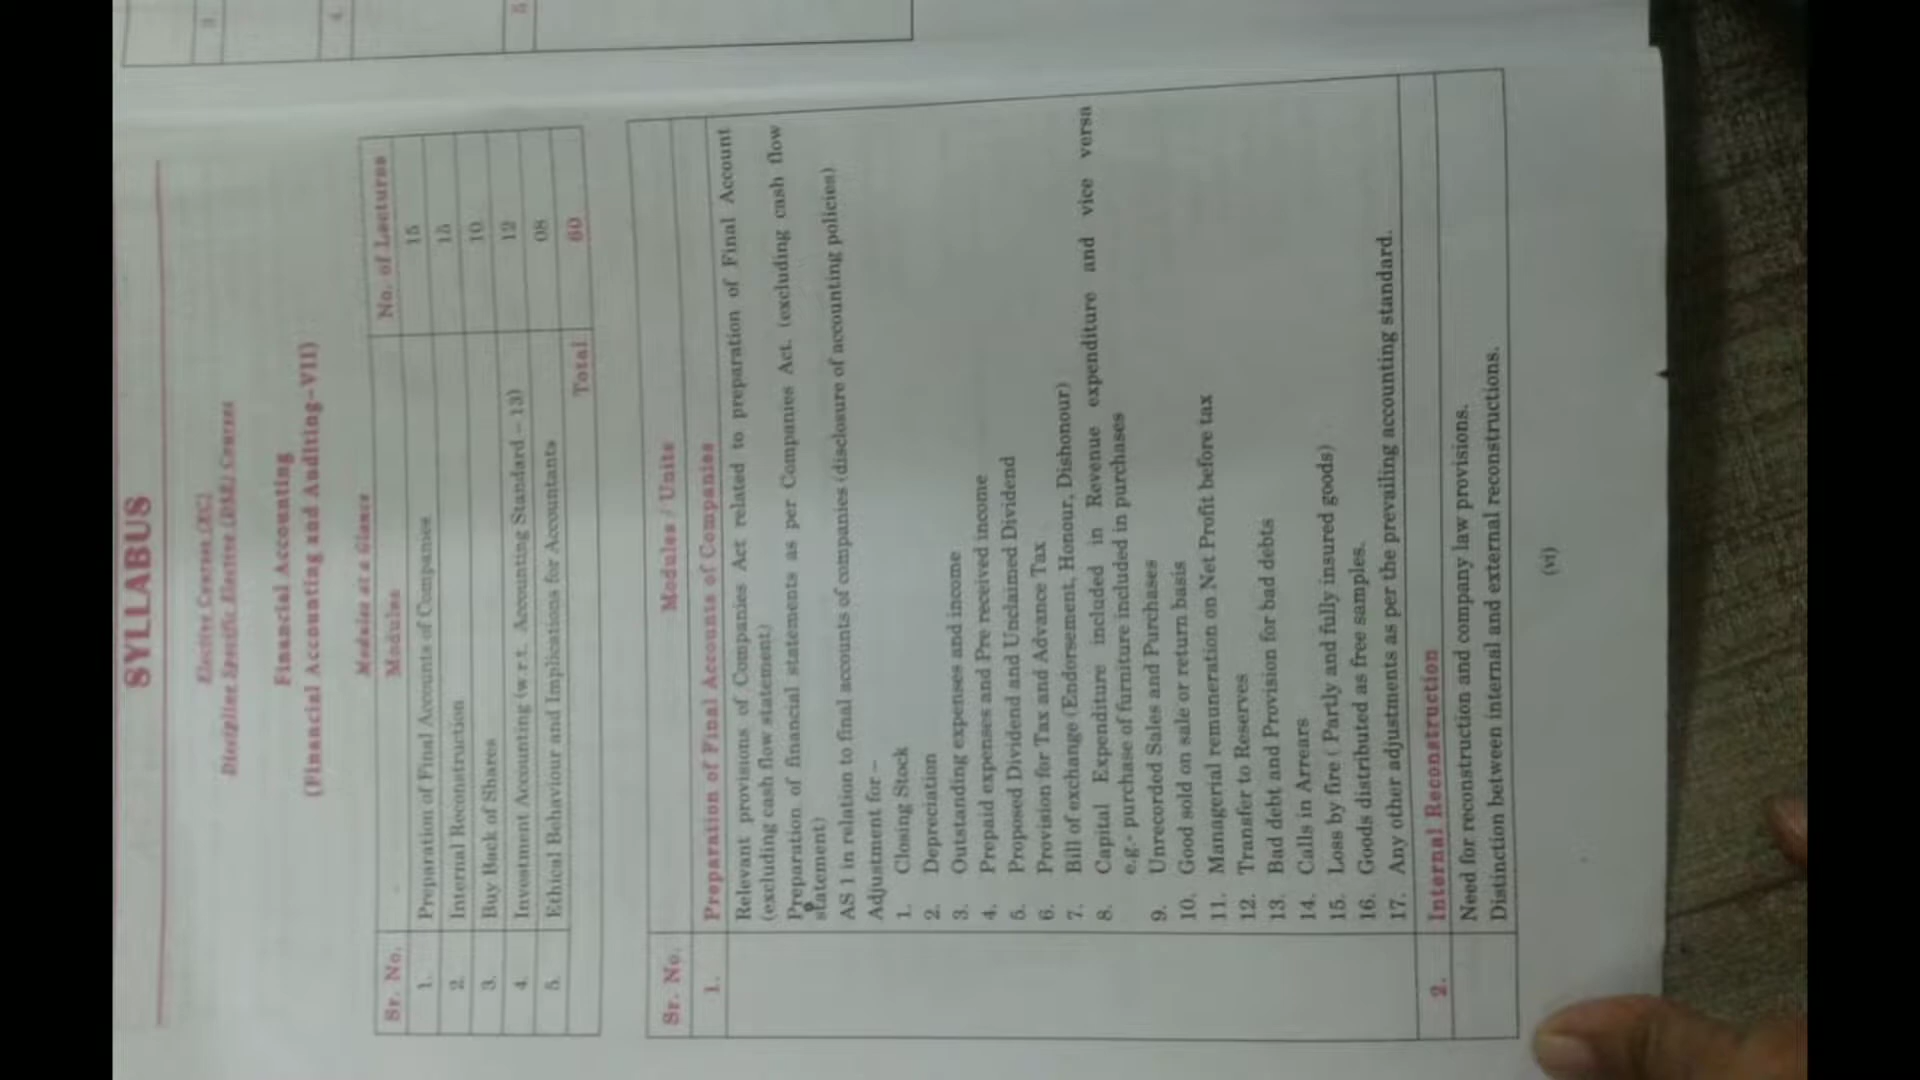 SYLLABUS
Elective Courses (EC)
Discipline Specific Elective (DSE) Courses
Financial Accounting
(Financial Accounting and Auditing-VII)
Modules at a Glance
Sr. No. Modules No. of Lectures
1. Preparation of Final Accounts of Companies 15
2. Internal Reconstruction 15
3. Buy Back of Shares 10
4. Investment Accounting (w.r.t. Accounting Standard - 13) 12
5. Ethical Behaviour and Implications for Accountants 08
Total 60
Sr. No. Modules / Units
1. Preparation of Final Accounts of Companies
Relevant provisions of Companies Act related to preparation of Final Account
(excluding cash flow statement)
Preparation of financial statements as per Companies Act. (excluding cash flow
statement)
AS 1 in relation to final accounts of companies (disclosure of accounting policies)
Adjustment for –
1. Closing Stock
2. Depreciation
3. Outstanding expenses and income
4. Prepaid expenses and Pre received income
5. Proposed Dividend and Unclaimed Dividend
6. Provision for Tax and Advance Tax
7. Bill of exchange (Endorsement, Honour, Dishonour)
8. Capital Expenditure included in Revenue expenditure and vice versa
e.g.- purchase of furniture included in purchases
9. Unrecorded Sales and Purchases
10. Good sold on sale or return basis
11. Managerial remuneration on Net Profit before tax
12. Transfer to Reserves
13. Bad debt and Provision for bad debts
14. Calls in Arrears
15. Loss by fire ( Partly and fully insured goods)
16. Goods distributed as free samples.
17. Any other adjustments as per the prevailing accounting standard.
2. Internal Reconstruction
Need for reconstruction and company law provisions.
Distinction between internal and external reconstructions.
(vi)
3.
4.
5